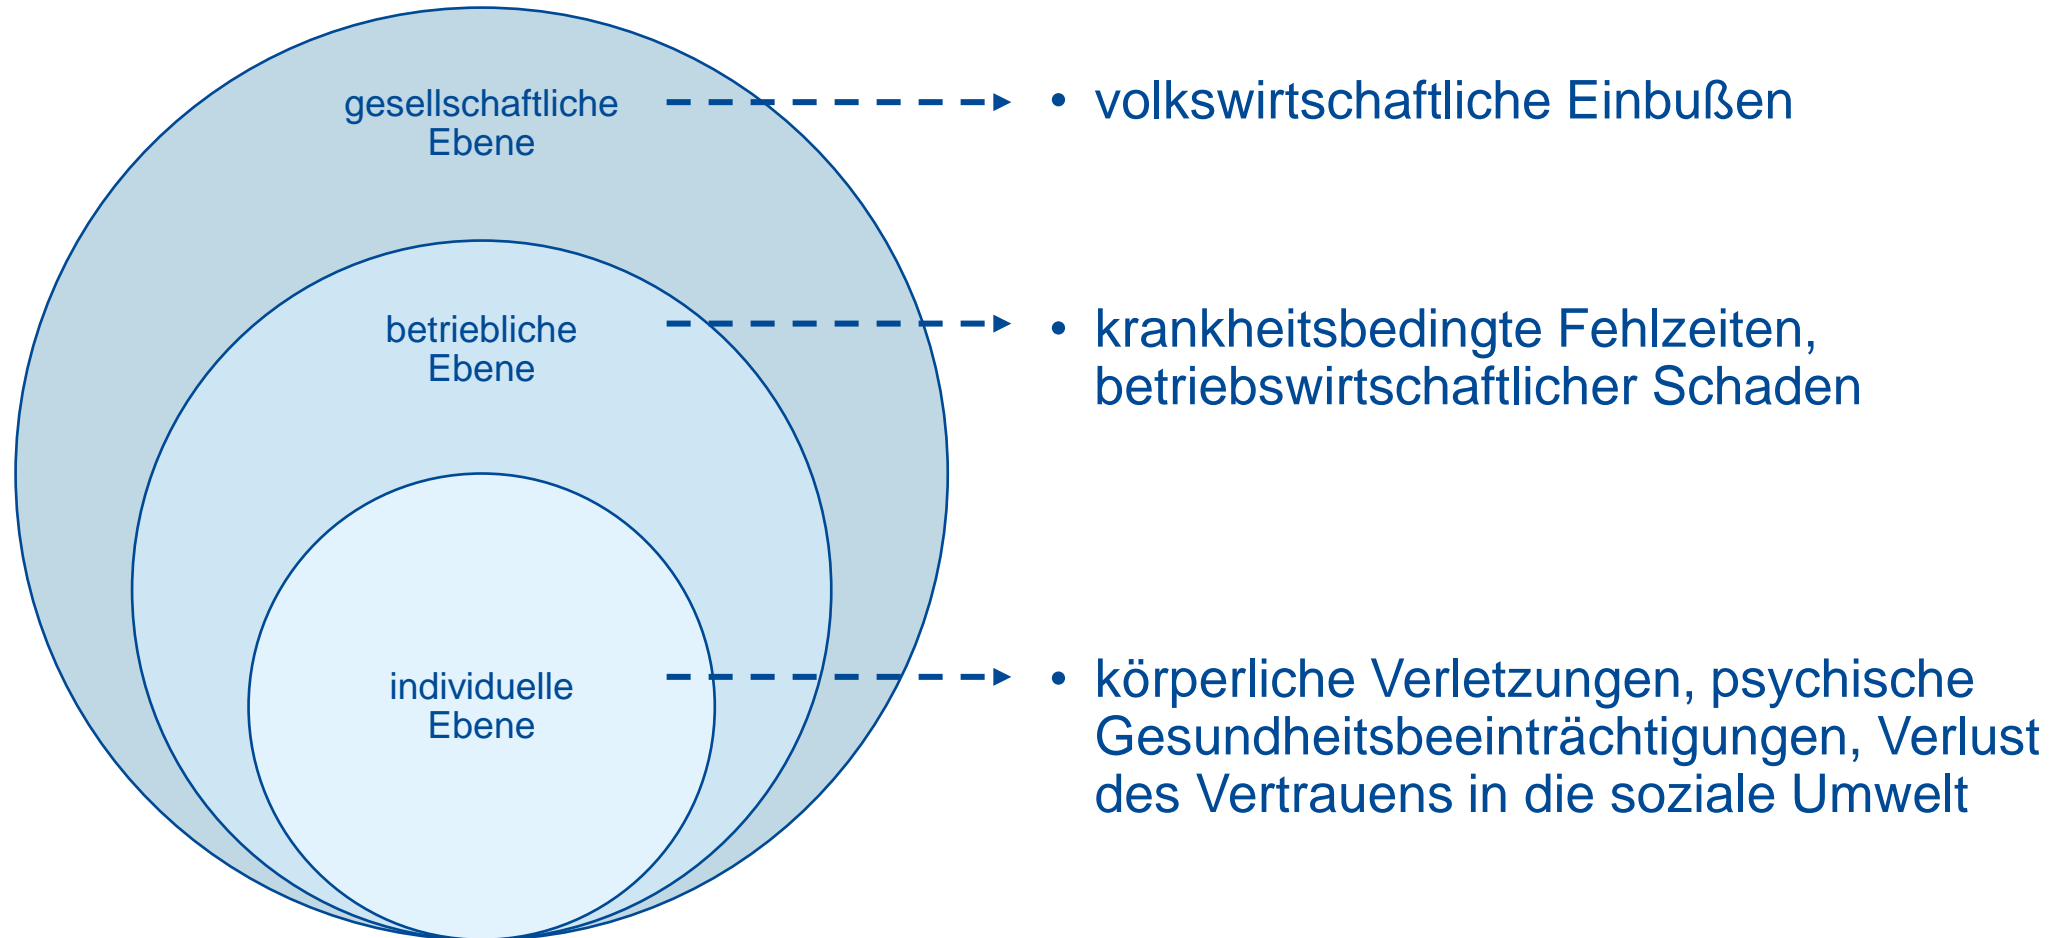 gesellschaftliche
Ebene
• volkswirtschaftliche Einbußen
betriebliche
Ebene
• krankheitsbedingte Fehlzeiten,
betriebswirtschaftlicher Schaden
individuelle
Ebene
• körperliche Verletzungen, psychische
Gesundheitsbeeinträchtigungen, Verlust
des Vertrauens in die soziale Umwelt